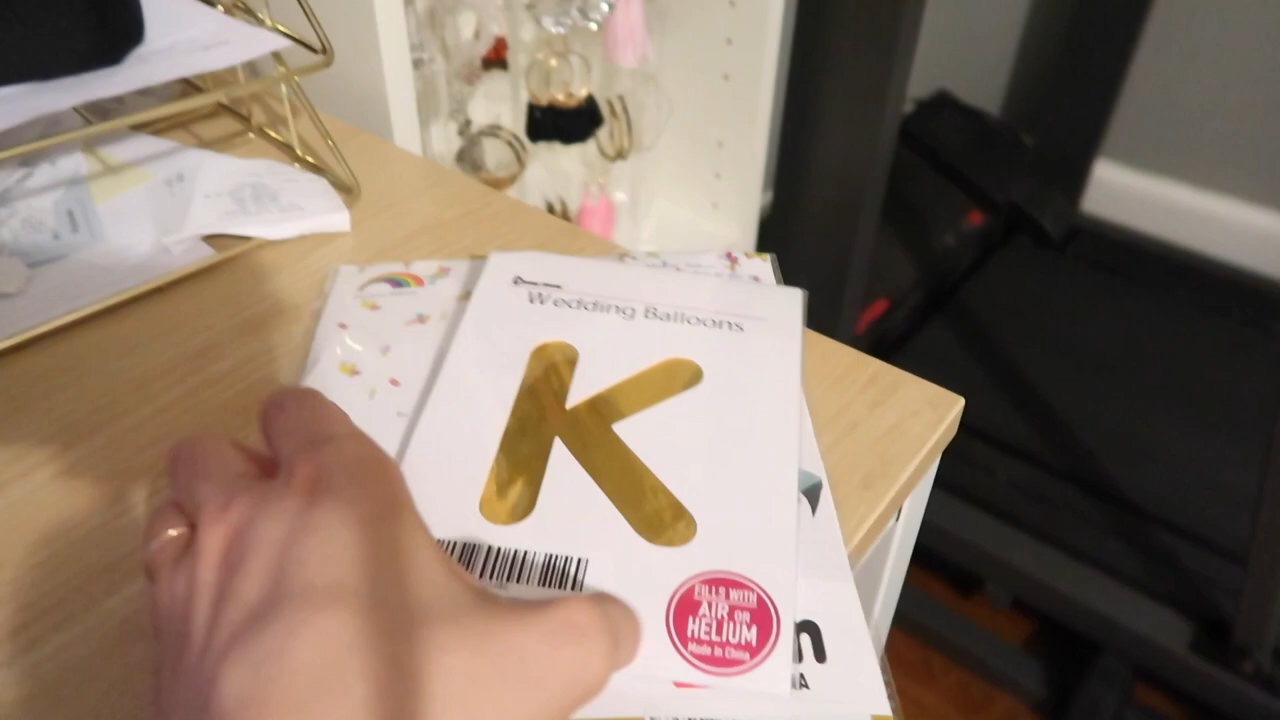 Wedding Balloons
K
FILLS WITH
AIR OR
HELIUM
Made in China